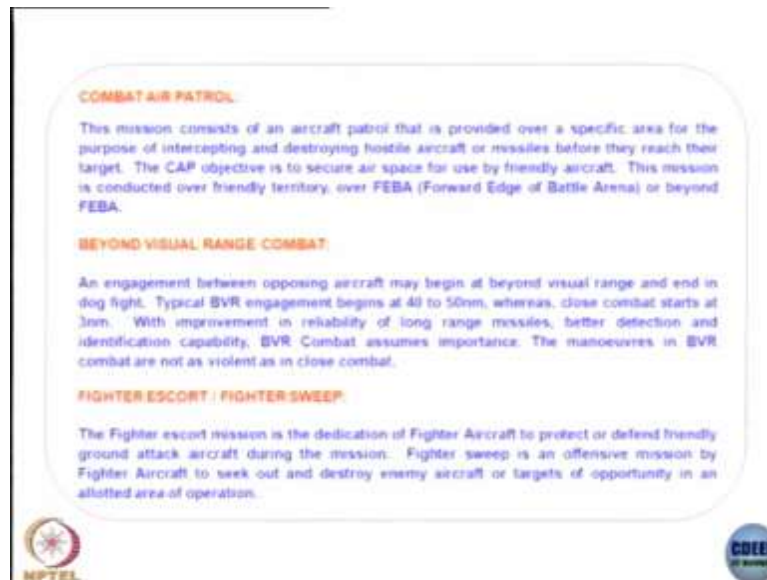 COMBAT AIR PATROL:
This mission consists of an aircraft patrol that is provided over a specific area for the
purpose of intercepting and destroying hostile aircraft or missiles before they reach their
target. The CAP objective is to secure air space for use by friendly aircraft. This mission
is conducted over friendly territory, over FEBA (Forward Edge of Battle Arena) or beyond
FEBA.
BEYOND VISUAL RANGE COMBAT:
An engagement between opposing aircraft may begin at beyond visual range and end in
dog fight. Typical BVR engagement begins at 40 to 50nm, whereas, close combat starts at
3nm. With improvement in reliability of long range missiles, better detection and
identification capability, BVR Combat assumes importance. The manoeuvres in BVR
combat are not as violent as in close combat.
FIGHTER ESCORT / FIGHTER SWEEP:
The Fighter escort mission is the dedication of Fighter Aircraft to protect or defend friendly
ground attack aircraft during the mission. Fighter sweep is an offensive mission by
Fighter Aircraft to seek out and destroy enemy aircraft or targets of opportunity in an
allotted area of operation.
NPTEL
CDEEP